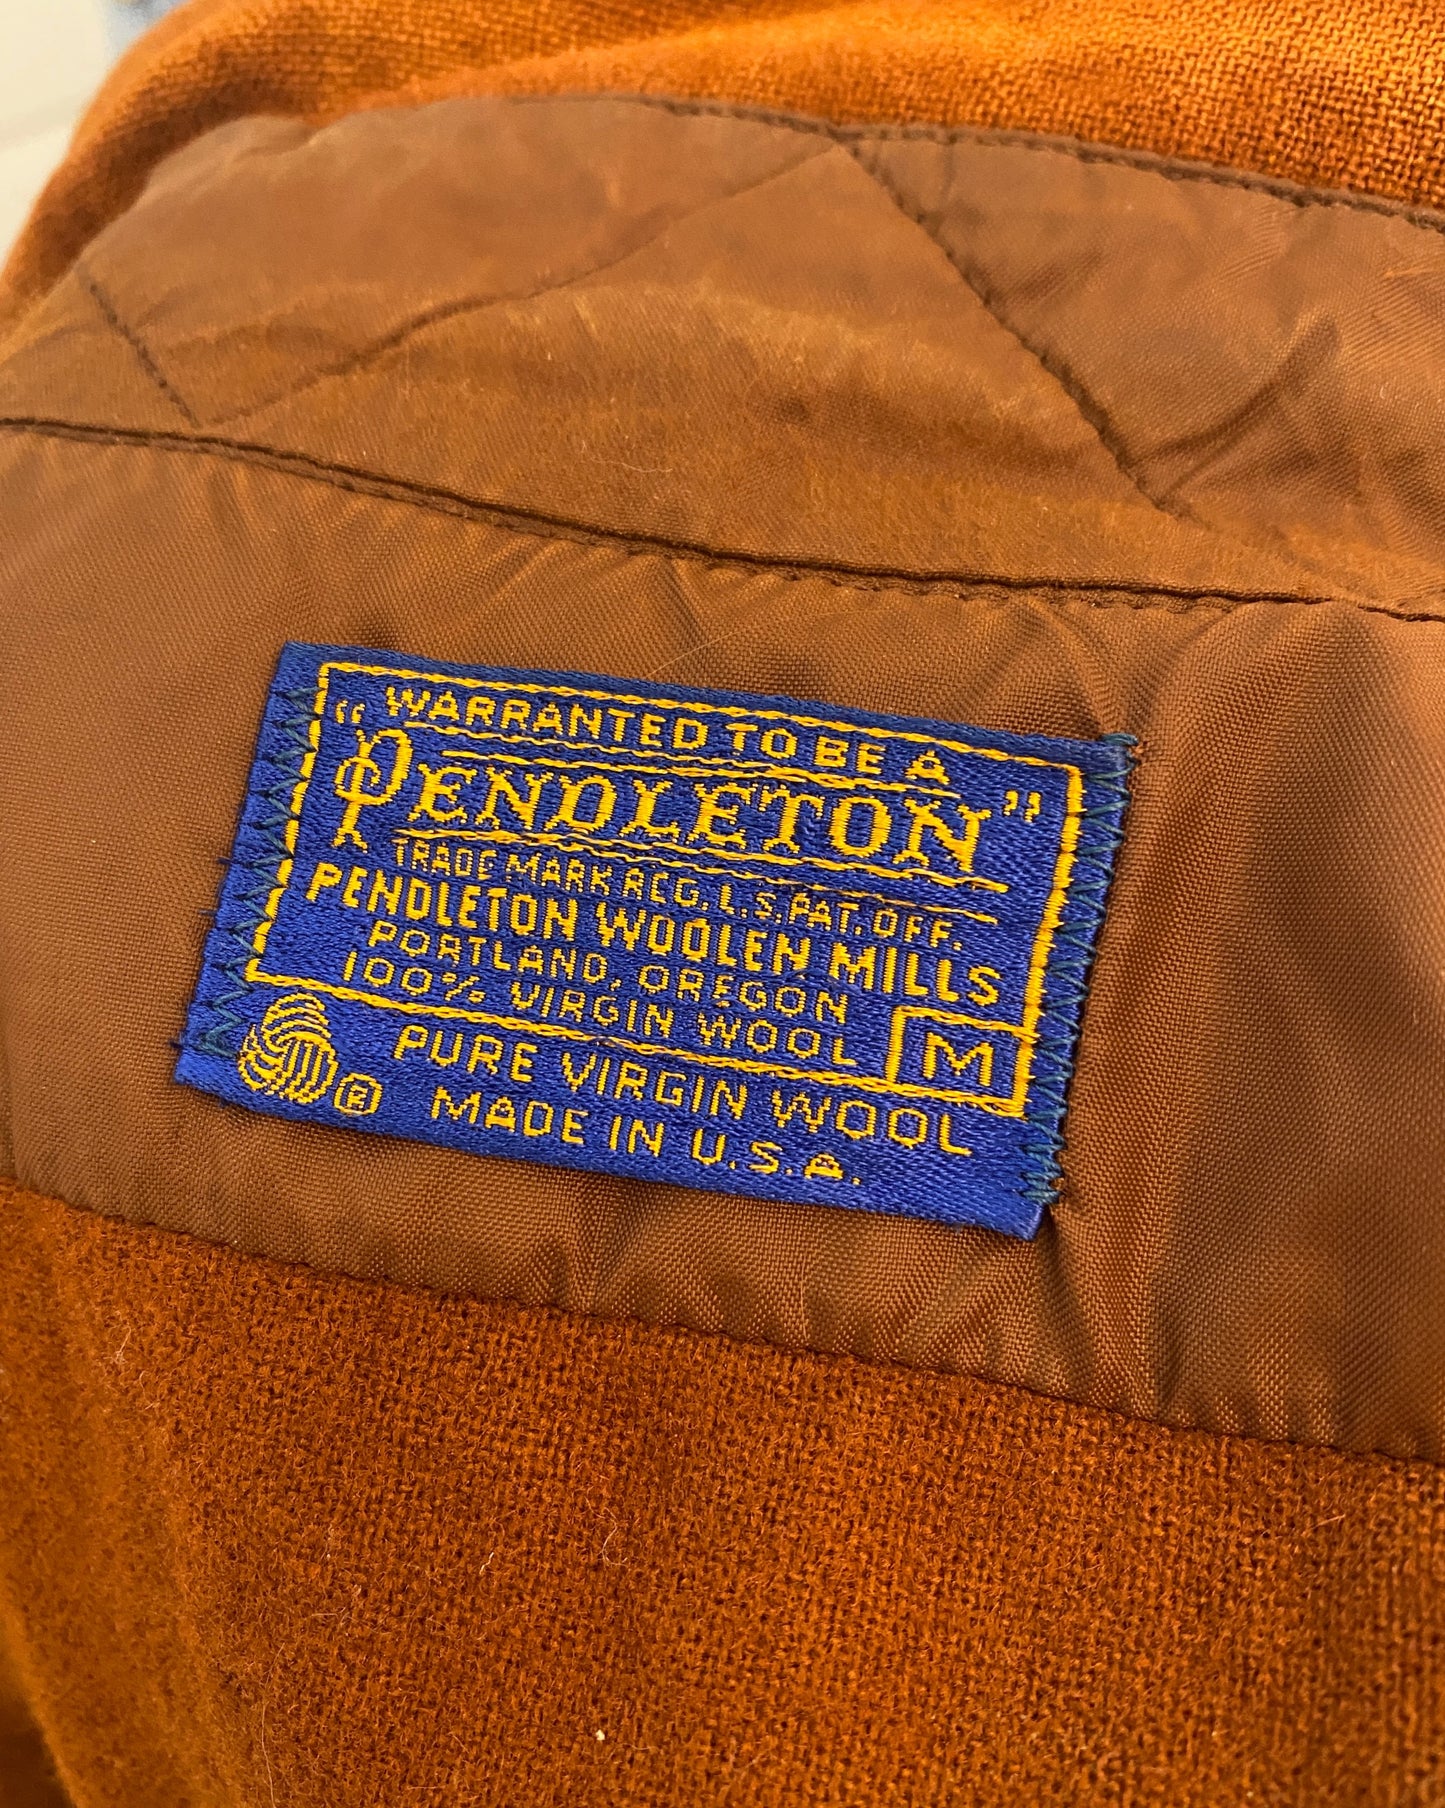 WARRANTED TO BE A
"PENDLETON"
TRADE MARK REG. U.S. PAT. OFF.
PENDLETON WOOLEN MILLS
PORTLAND, OREGON
100% VIRGIN WOOL
M
PURE VIRGIN WOOL
®
MADE IN U.S.A.